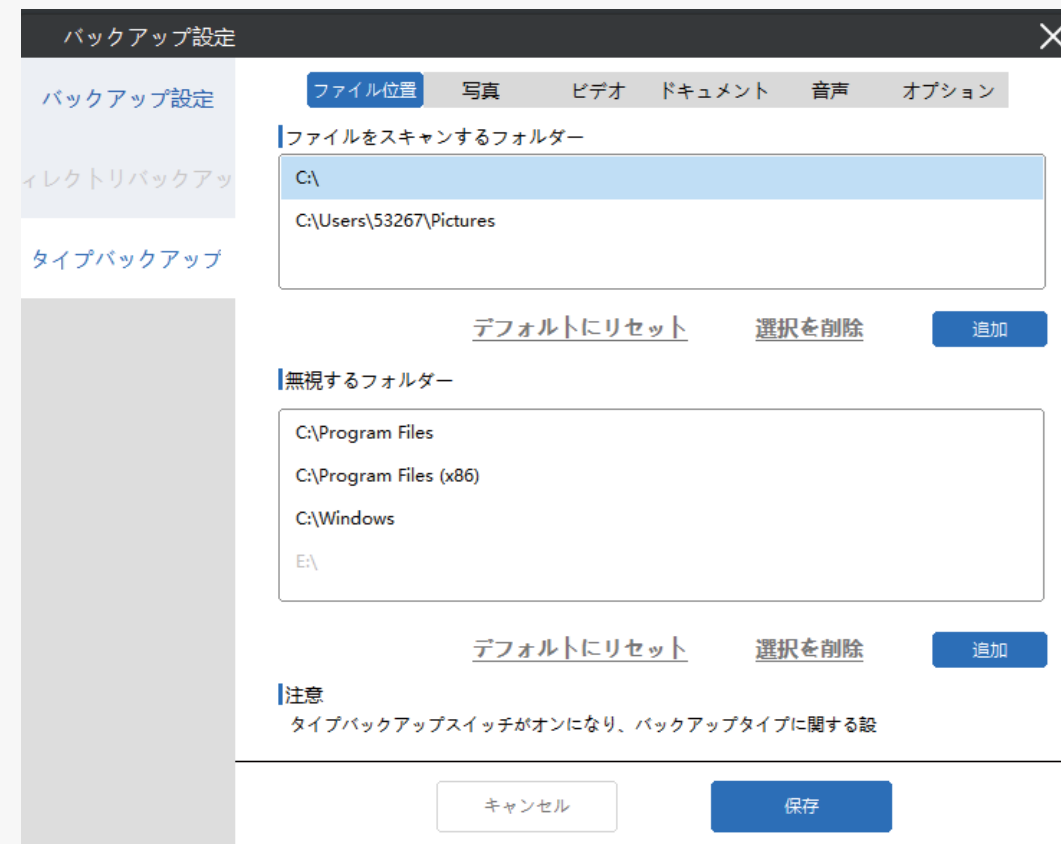 バックアップ設定
バックアップ設定
ィレクトリバックアッ
タイプバックアップ
ファイル位置 写真 ビデオ ドキュメント 音声 オプション
ファイルをスキャンするフォルダー
C:\
C:\Users\53267\Pictures
デフォルトにリセット 選択を削除 追加
無視するフォルダー
C:\Program Files
C:\Program Files (x86)
C:\Windows
E:\
デフォルトにリセット 選択を削除 追加
注意
タイプバックアップスイッチがオンになり、バックアップタイプに関する設
キャンセル 保存